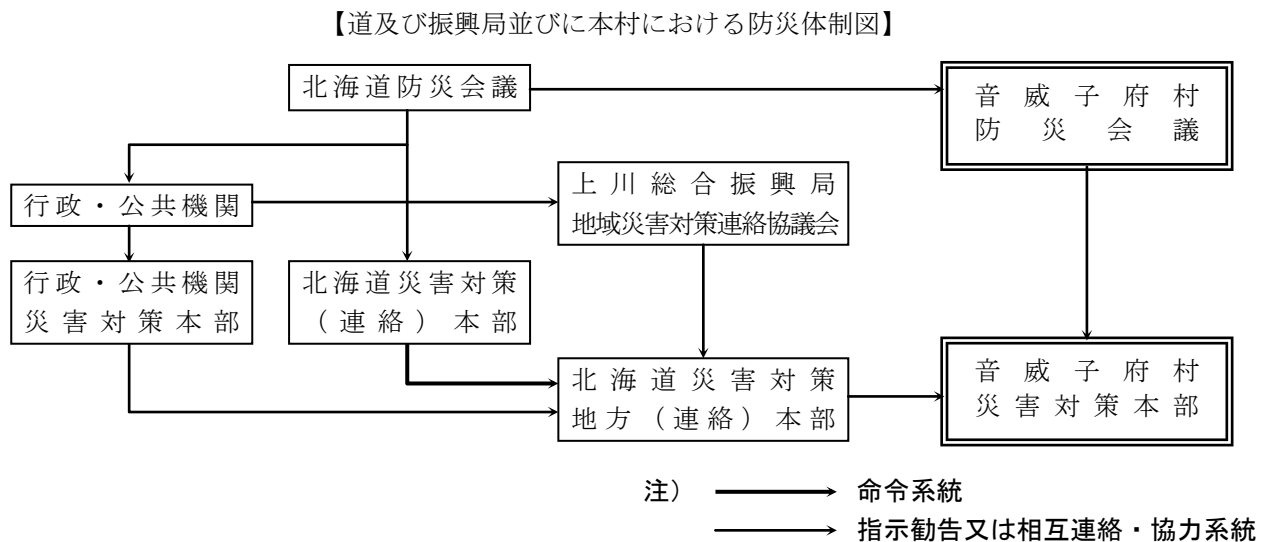 【道及び振興局並びに本村における防災体制図】
北海道防災会議
音威子府村
防災会議
行政・公共機関
上川総合振興局
地域災害対策連絡協議会
行政・公共機関
災害対策本部
北海道災害対策
（連絡）本部
北海道災害対策
地方（連絡）本部
音威子府村
災害対策本部
注） 命令系統
指示勧告又は相互連絡・協力系統